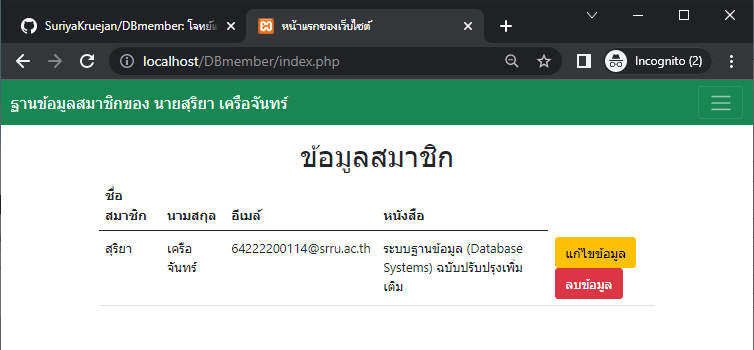 SuriyaKruejan/DBmember: โจทย์แ
หน้าแรกของเว็บไซต์
localhost/DBmember/index.php
Incognito (2)
ฐานข้อมูลสมาชิกของ นายสุริยา เครือจันทร์
ข้อมูลสมาชิก
ชื่อ
สมาชิก นามสกุล อีเมล์ หนังสือ
สุริยา เครือ 64222200114@srru.ac.th ระบบฐานข้อมูล (Database
จันทร์ Systems) ฉบับปรับปรุงเพิ่ม
เติม
แก้ไขข้อมูล
ลบข้อมูล